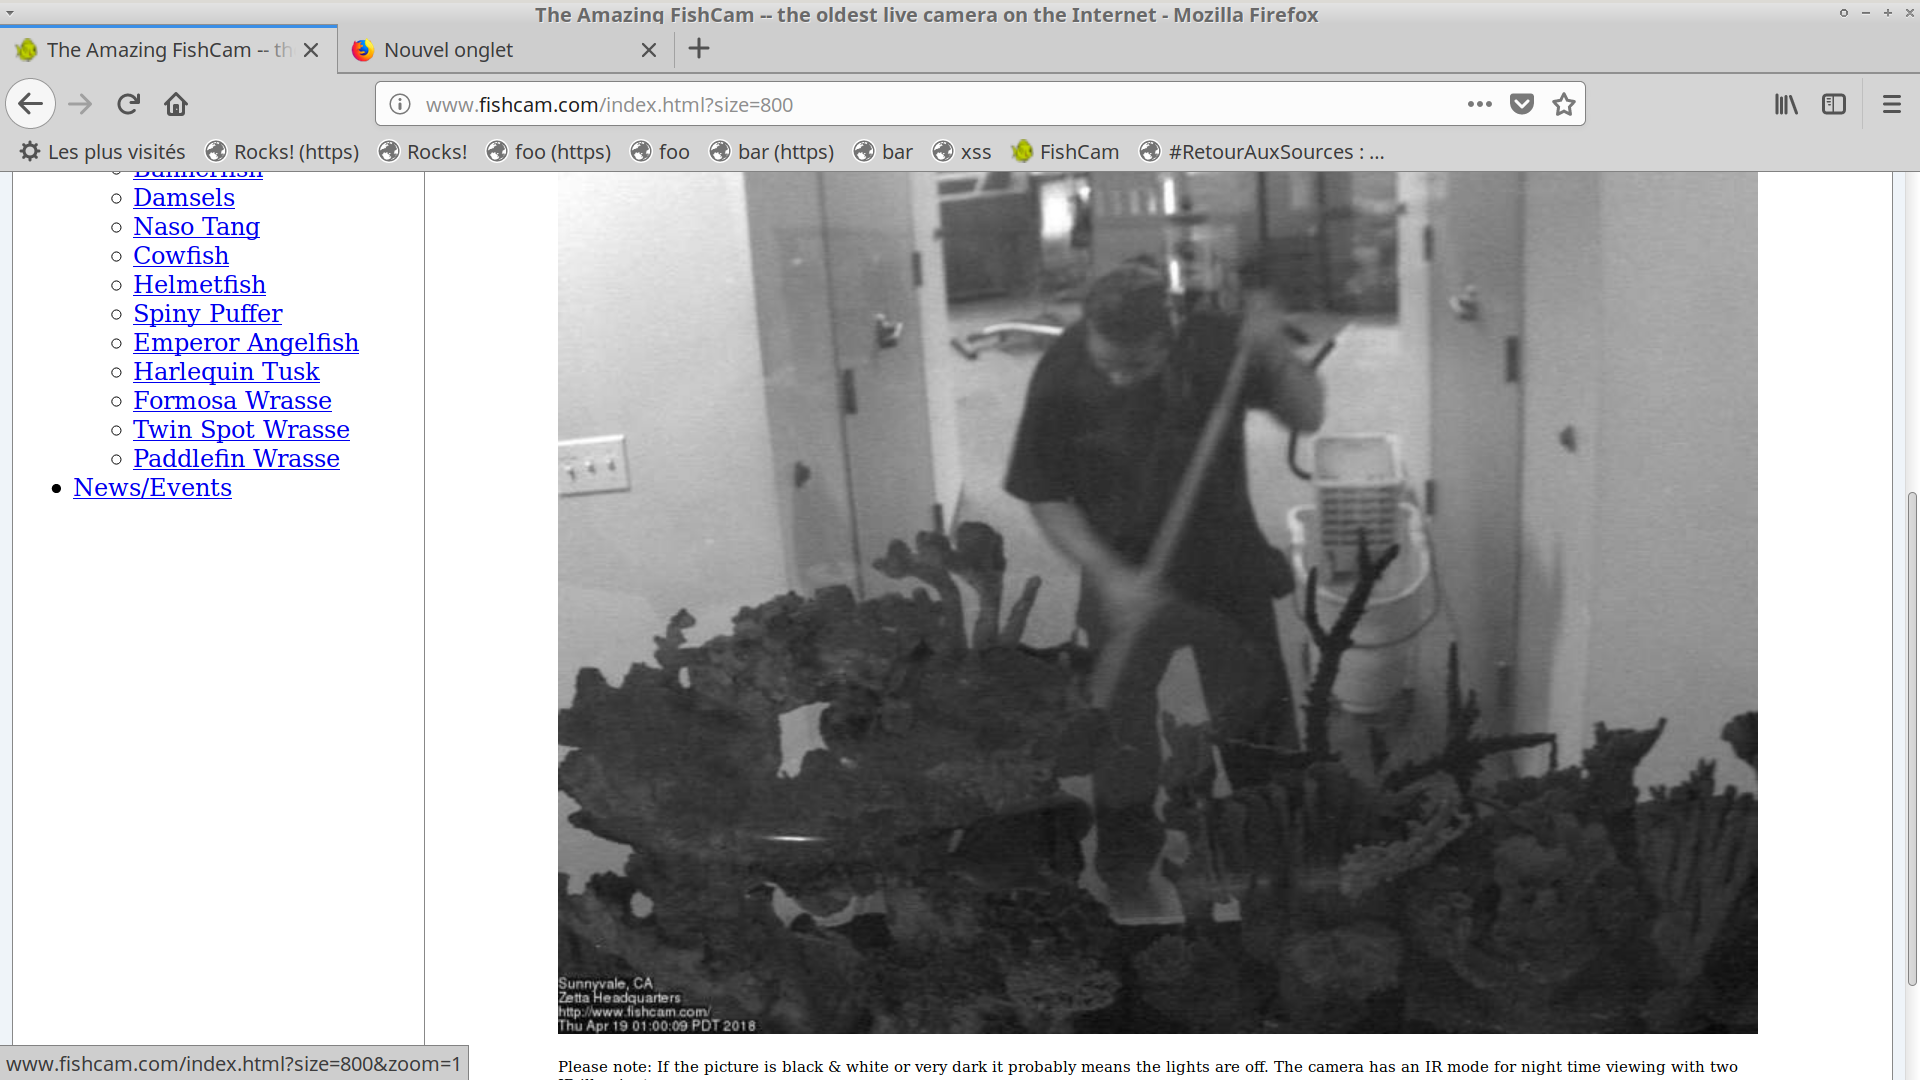 The Amazing FishCam -- the oldest live camera on the Internet - Mozilla Firefox
The Amazing FishCam -- th
Nouvel onglet
www.fishcam.com/index.html?size=800
Les plus visités
Rocks! (https)
Rocks!
foo (https)
foo
bar (https)
bar
xss
FishCam
#RetourAuxSources : ...
Bannerfish
Damsels
Naso Tang
Cowfish
Helmetfish
Spiny Puffer
Emperor Angelfish
Harlequin Tusk
Formosa Wrasse
Twin Spot Wrasse
Paddlefin Wrasse
News/Events
Sunnyvale, CA
Zetta Headquarters
http://www.fishcam.com/
Thu Apr 19 01:00:09 PDT 2018
Please note: If the picture is black & white or very dark it probably means the lights are off. The camera has an IR mode for night time viewing with two
www.fishcam.com/index.html?size=800&zoom=1